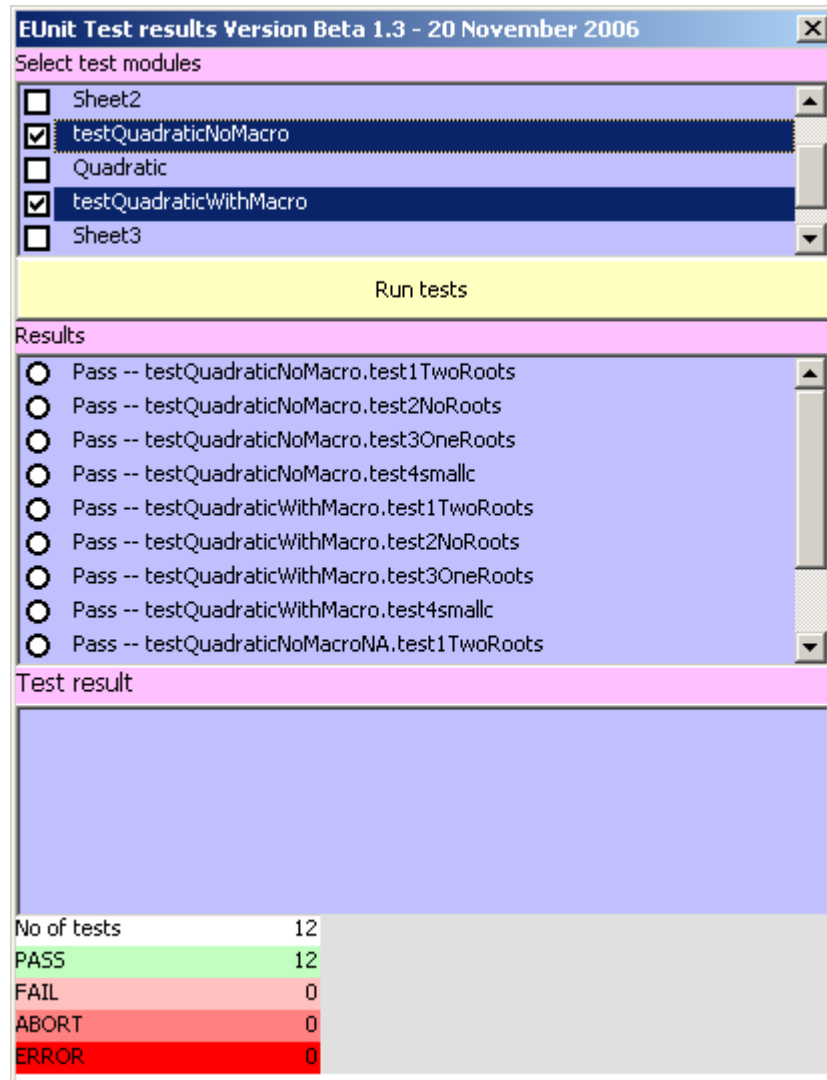 EUnit Test results Version Beta 1.3 - 20 November 2006
Select test modules
Sheet2
testQuadraticNoMacro
Quadratic
testQuadraticWithMacro
Sheet3
Run tests
Results
Pass -- testQuadraticNoMacro.test1TwoRoots
Pass -- testQuadraticNoMacro.test2NoRoots
Pass -- testQuadraticNoMacro.test3OneRoots
Pass -- testQuadraticNoMacro.test4smallc
Pass -- testQuadraticWithMacro.test1TwoRoots
Pass -- testQuadraticWithMacro.test2NoRoots
Pass -- testQuadraticWithMacro.test3OneRoots
Pass -- testQuadraticWithMacro.test4smallc
Pass -- testQuadraticNoMacroNA.test1TwoRoots
Test result
No of tests 12
PASS 12
FAIL 0
ABORT 0
ERROR 0